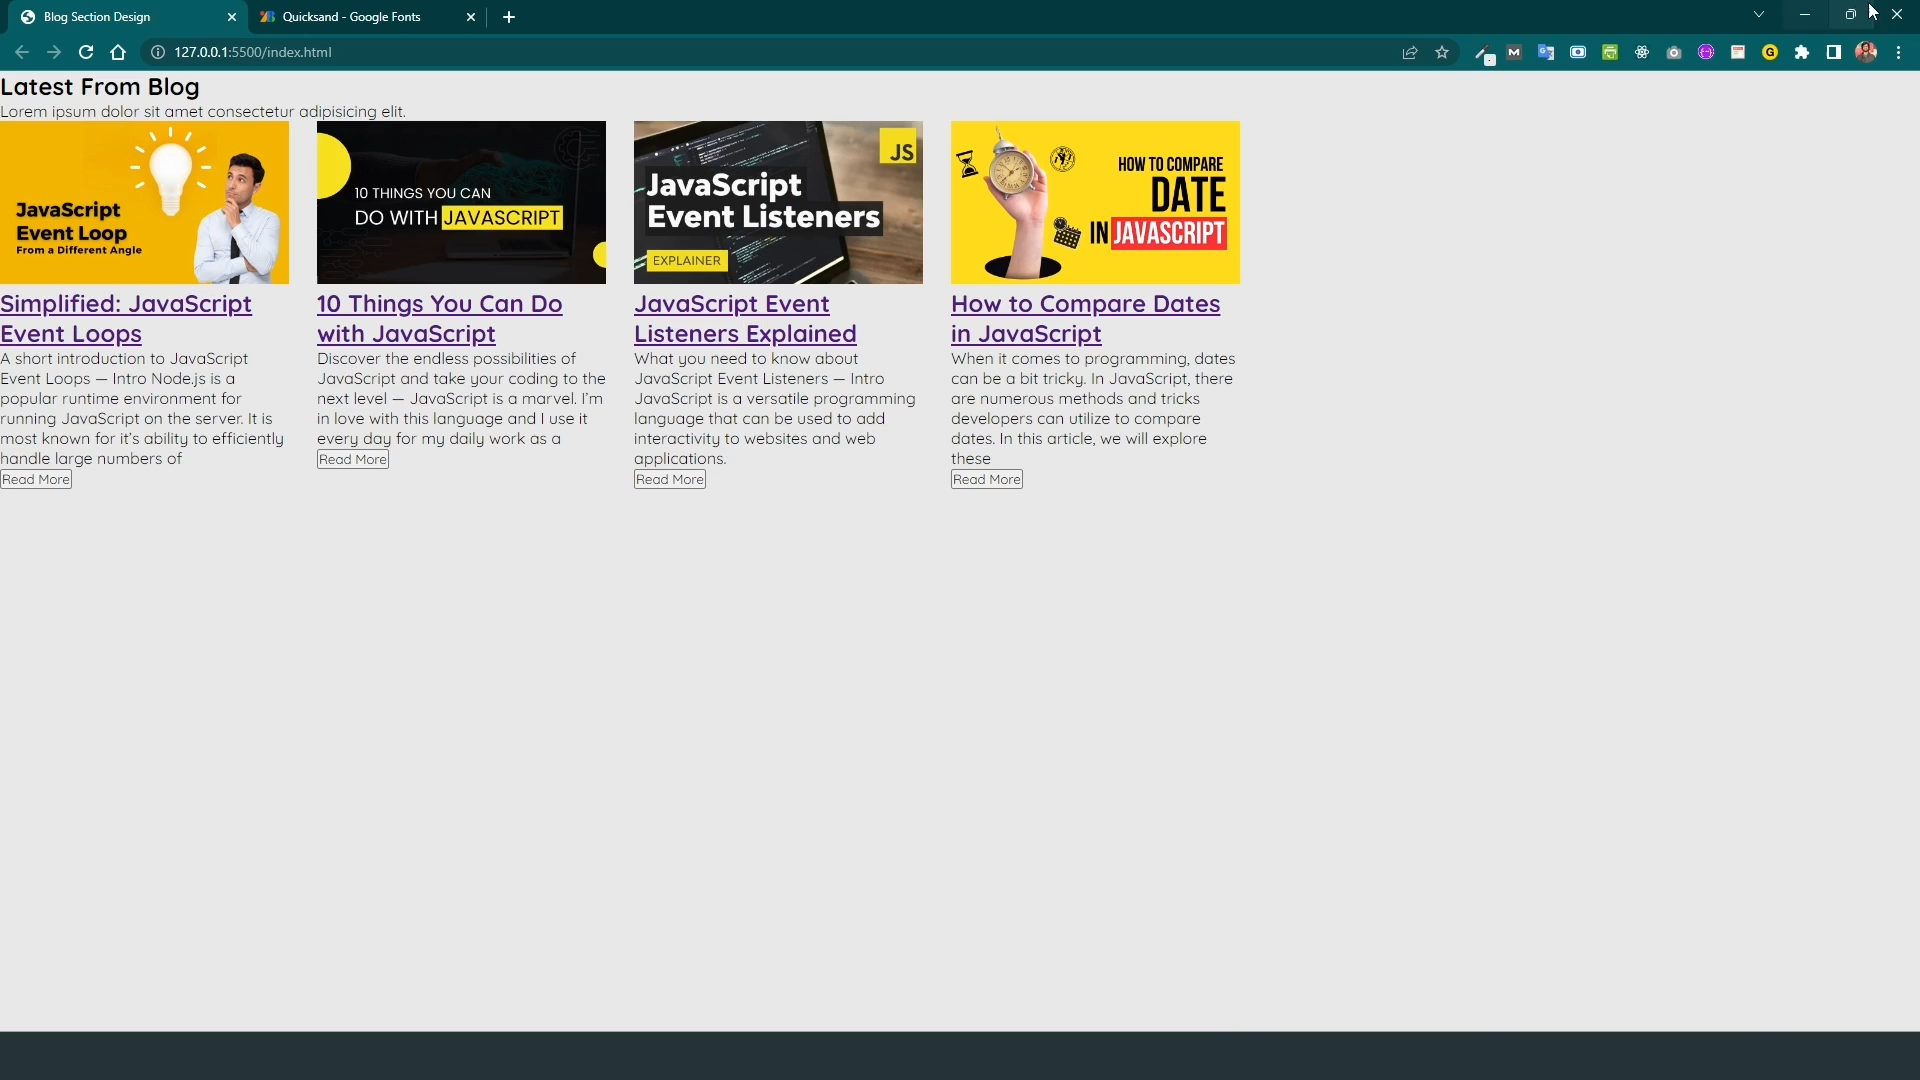 Blog Section Design
Quicksand - Google Fonts
127.0.0.1:5500/index.html
Latest From Blog
Lorem ipsum dolor sit amet consectetur adipisicing elit.
JavaScript
Event Loop
From a Different Angle
Simplified: JavaScript
Event Loops
A short introduction to JavaScript
Event Loops — Intro Node.js is a
popular runtime environment for
running JavaScript on the server. It is
most known for it's ability to efficiently
handle large numbers of
Read More
10 THINGS YOU CAN
DO WITH JAVASCRIPT
10 Things You Can Do
with JavaScript
Discover the endless possibilities of
JavaScript and take your coding to the
next level — JavaScript is a marvel. I'm
in love with this language and I use it
every day for my daily work as a
Read More
JS
JavaScript
Event Listeners
EXPLAINER
JavaScript Event
Listeners Explained
What you need to know about
JavaScript Event Listeners — Intro
JavaScript is a versatile programming
language that can be used to add
interactivity to websites and web
applications.
Read More
HOW TO COMPARE
DATE
IN JAVASCRIPT
How to Compare Dates
in JavaScript
When it comes to programming, dates
can be a bit tricky. In JavaScript, there
are numerous methods and tricks
developers can utilize to compare
dates. In this article, we will explore
these
Read More